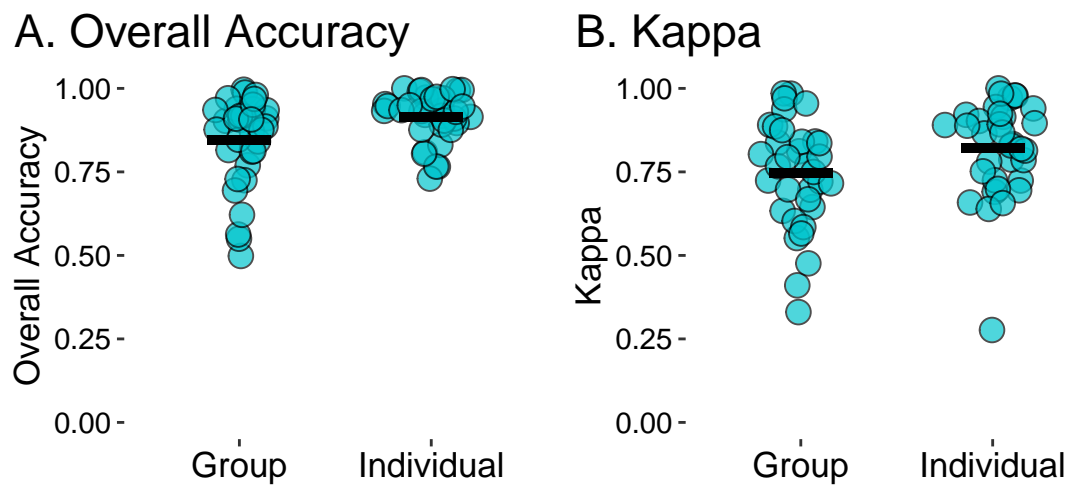 A. Overall Accuracy
Overall Accuracy
1.00
0.75
0.50
0.25
0.00
Group Individual
B. Kappa
Kappa
1.00
0.75
0.50
0.25
0.00
Group Individual